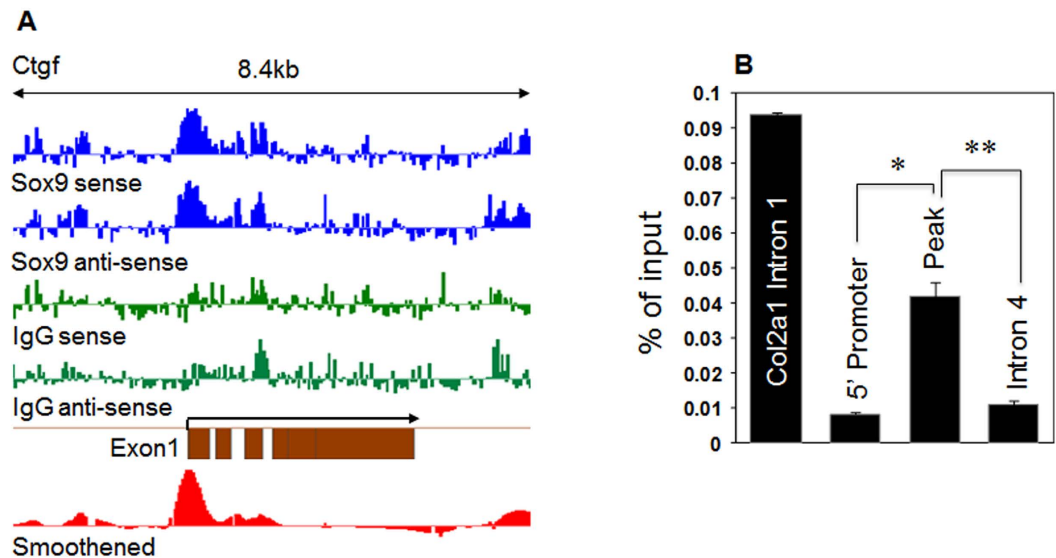 A
Ctgf
8.4kb
Sox9 sense
Sox9 anti-sense
IgG sense
IgG anti-sense
Exon1
Smoothened
B
% of input
0.1
0.09
0.08
0.07
0.06
0.05
0.04
0.03
0.02
0.01
0
Col2a1 Intron 1
5' Promoter
Peak
Intron 4
*
**